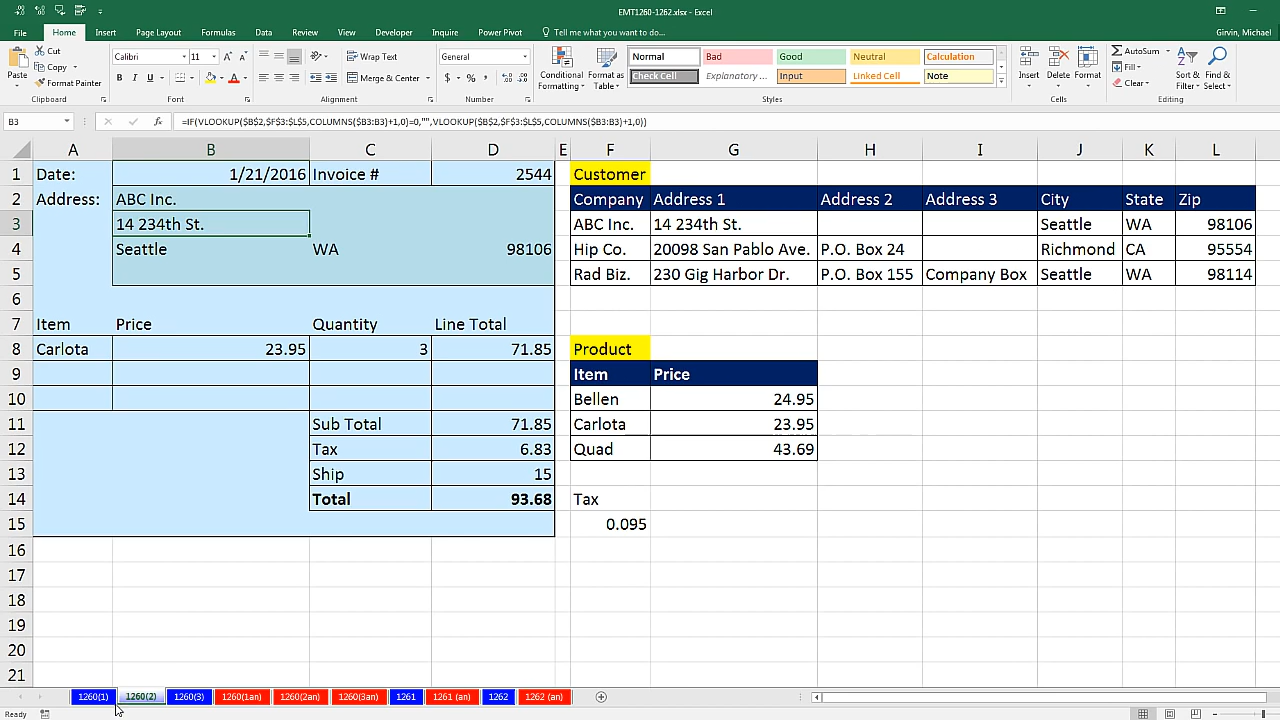 EMT1260-1262.xlsx - Excel
File Home Insert Page Layout Formulas Data Review View Inquire Power Pivot Tell me what you want to do... Girvin, Michael
Paste Cut Calibri 11 Wrap Text General Conditional Formatting Format as Table Normal Bad Good Neutral Calculation Insert Delete Format AutoSum Sort & Filter Find & Select
Copy Fill
Format Painter B I U Merge & Center $ % , Check Cell Explanatory ... Input Linked Cell Note Clear
Clipboard Font Alignment Number Styles Cells Editing
B3 fx =IF(VLOOKUP($B$2,$F$3:$L$5,COLUMNS($B3:B3)+1,0)=0,"",VLOOKUP($B$2,$F$3:$L$5,COLUMNS($B3:B3)+1,0))
A B C D E F G H I J K L
1 Date: 1/21/2016 Invoice # 2544 Customer
2 Address: ABC Inc. Company Address 1 Address 2 Address 3 City State Zip
3 14 234th St. ABC Inc. 14 234th St. Seattle WA 98106
4 Seattle WA 98106 Hip Co. 20098 San Pablo Ave. P.O. Box 24 Richmond CA 95554
5 Rad Biz. 230 Gig Harbor Dr. P.O. Box 155 Company Box Seattle WA 98114
6
7 Item Price Quantity Line Total
8 Carlota 23.95 3 71.85 Product
9 Item Price
10 Bellen 24.95
11 Sub Total 71.85 Carlota 23.95
12 Tax 6.83 Quad 43.69
13 Ship 15
14 Total 93.68 Tax
15 0.095
16
17
18
19
20
21
1260(1) 1260(2) 1260(3) 1260(1an) 1260(2an) 1260(3an) 1261 1261 (an) 1262 1262 (an)
Ready